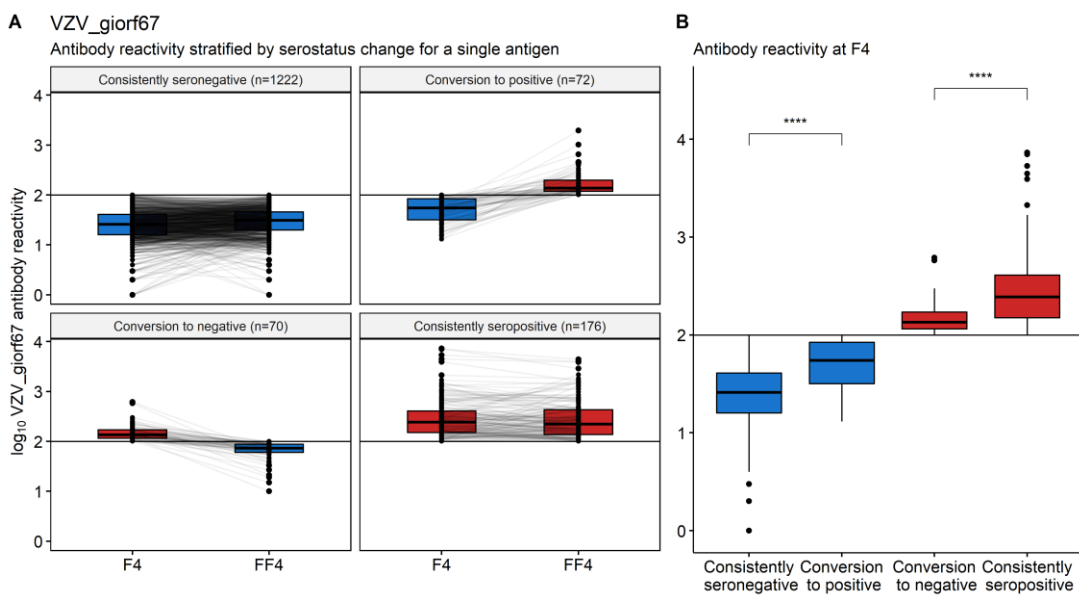 A VZV_giorf67
Antibody reactivity stratified by serostatus change for a single antigen
Consistently seronegative (n=1222) Conversion to positive (n=72)
4
3
2
1
0
Conversion to negative (n=70) Consistently seropositive (n=176)
4
3
2
1
0
log₁₀ VZV_giorf67 antibody reactivity
F4 FF4 F4 FF4
B
Antibody reactivity at F4
**** ****
4
3
2
1
0
Consistently Conversion Conversion Consistently
seronegative to positive to negative seropositive